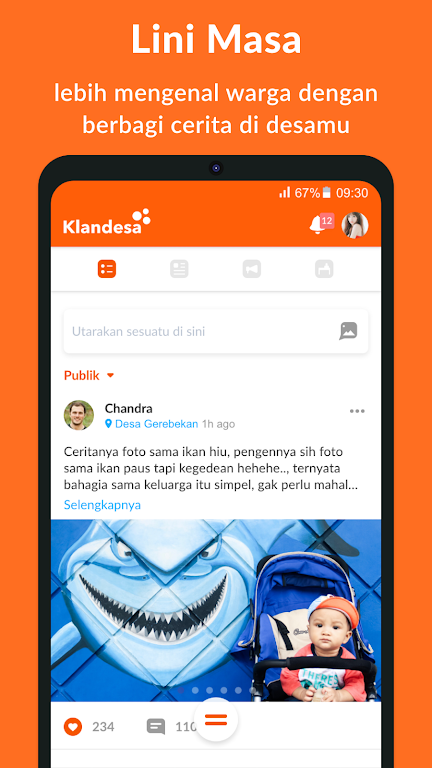 Lini Masa
lebih mengenal warga dengan
berbagi cerita di desamu
67% 09:30
Klandesa
12
Utarakan sesuatu di sini
Publik
Chandra
Desa Gerebekan 1h ago
Ceritanya foto sama ikan hiu, pengennya sih foto
sama ikan paus tapi kegedean hehehe.., ternyata
bahagia sama keluarga itu simpel, gak perlu mahal...
Selengkapnya
234
110